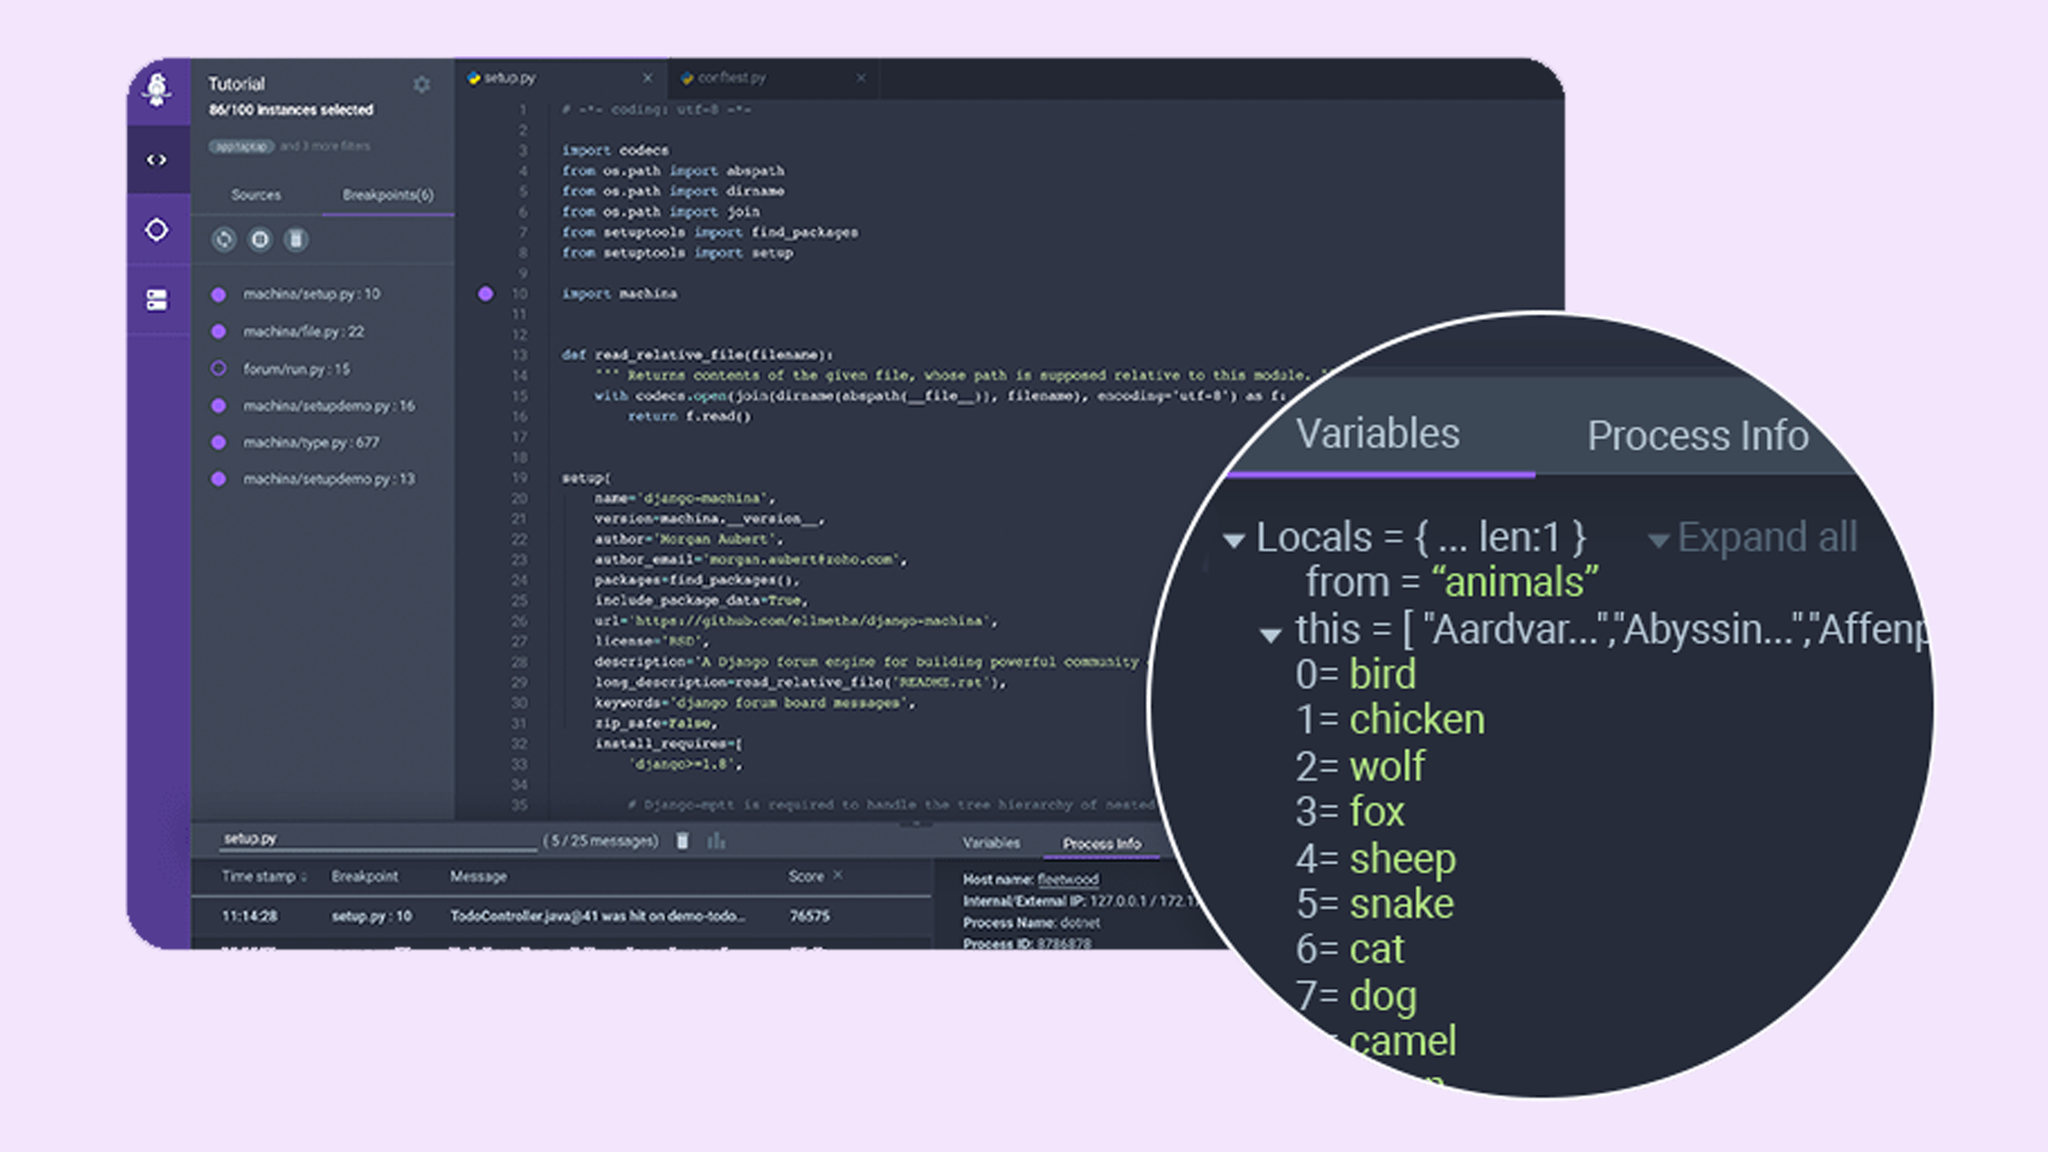 Tutorial
86/100 instances selected
and 3 more filters
Sources Breakpoints(6)
machina/setup.py : 10
machina/file.py : 22
forum/run.py : 15
machina/setupdemo.py : 16
machina/type.py : 677
machina/setupdemo.py : 13
setup.py conftest.py
1 # -*- coding: utf-8 -*-
2
3 import codecs
4 from os.path import abspath
5 from os.path import dirname
6 from os.path import join
7 from setuptools import find_packages
8 from setuptools import setup
9
10 import machina
11
12
13 def read_relative_file(filename):
14 """ Returns contents of the given file, whose path is supposed relative to this module.
15 with codecs.open(join(dirname(abspath(__file__)), filename), encoding='utf-8') as f:
16 return f.read()
17
18
19 setup(
20 name='django-machina',
21 version=machina.__version__,
22 author='Morgan Aubert',
23 author_email='morgan.aubert@zoho.com',
24 packages=find_packages(),
25 include_package_data=True,
26 url='https://github.com/ellmetha/django-machina',
27 license='BSD',
28 description='A Django forum engine for building powerful community
29 long_description=read_relative_file('README.rst'),
30 keywords='django forum board messages',
31 zip_safe=False,
32 install_requires=[
33 'django>=1.8',
34
35 # Django-mptt is required to handle the tree hierarchy of nested
setup.py (5 / 25 messages)
Time stamp Breakpoint Message Score
11:14:28 setup.py : 10 TodoController.java@41 was hit on demo-todo... 76575
Variables Process Info
Host name: fleetwood
Internal/External IP: 127.0.0.1 /
Process Name: dotnet
Process ID: 8786878
Variables Process Info
Locals = { ... len:1 } Expand all
from = “animals”
this = [ "Aardvar...","Abyssin...","Affenp
0= bird
1= chicken
2= wolf
3= fox
4= sheep
5= snake
6= cat
7= dog
camel